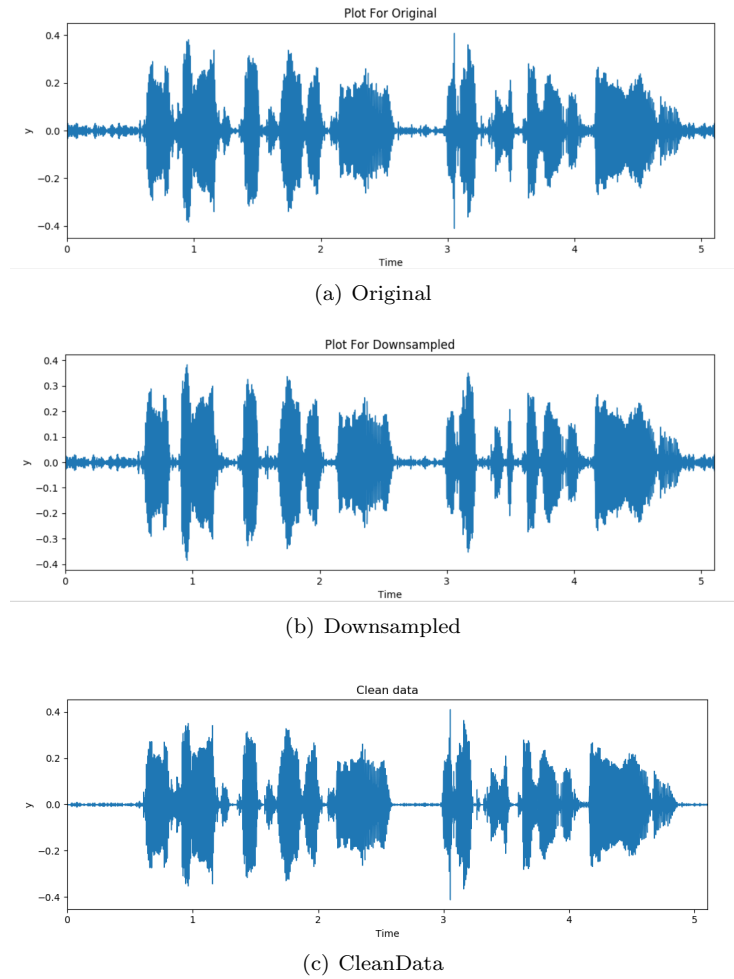 Plot For Original
0.4
0.2
0.0
−0.2
−0.4
y
0 1 2 3 4 5
Time
(a) Original
Plot For Downsampled
0.4
0.3
0.2
0.1
0.0
−0.1
−0.2
−0.3
−0.4
y
0 1 2 3 4 5
Time
(b) Downsampled
Clean data
0.4
0.2
0.0
−0.2
−0.4
y
0 1 2 3 4 5
Time
(c) CleanData